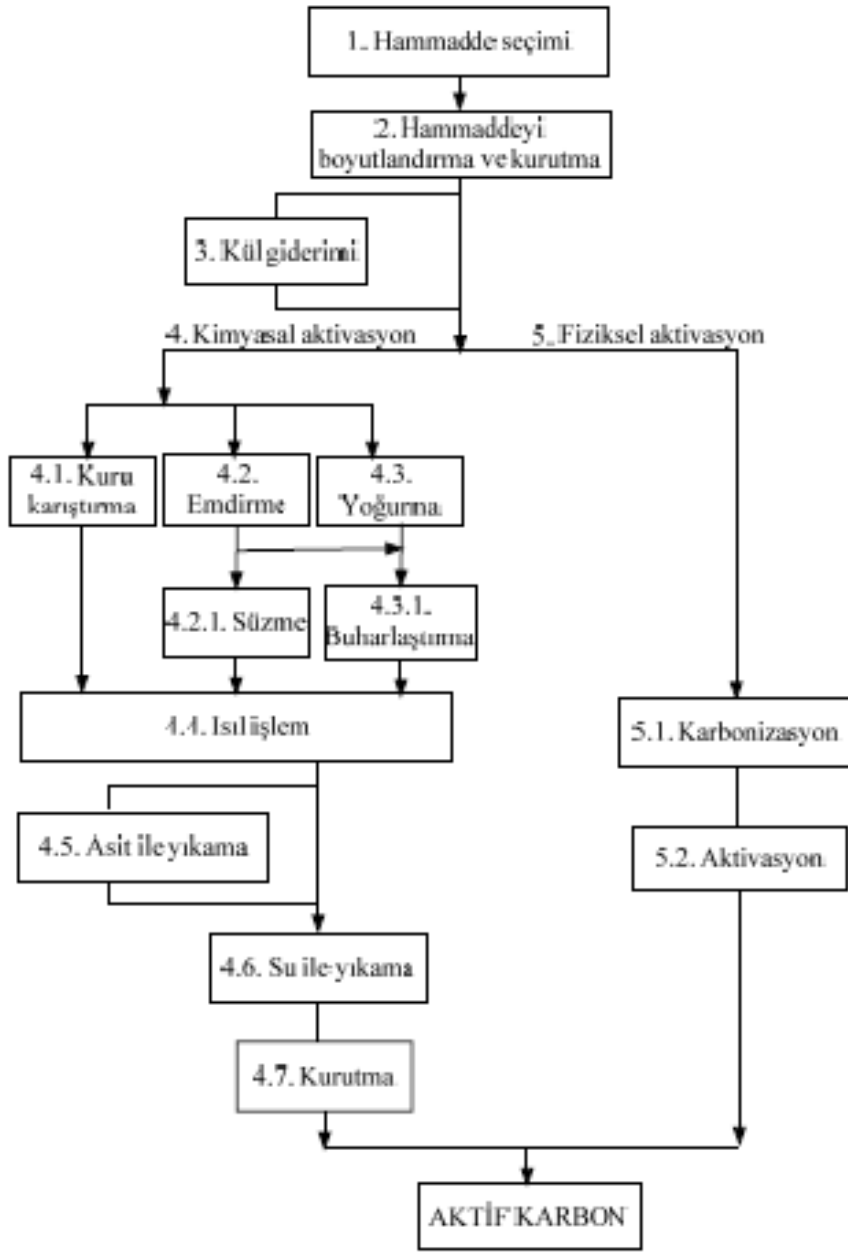 1. Hammadde seçimi
2. Hammaddeyi
boyutlandırma ve kurutma
3. Kül giderimi
4. Kimyasal aktivasyon
5. Fiziksel aktivasyon
4.1. Kuru
karıştırma
4.2.
Emdirme
4.3.
Yoğurma
4.2.1. Süzme
4.3.1.
Buharlaştırma
4.4. Isıl işlem
5.1. Karbonizasyon
4.5. Asit ile yıkama
5.2. Aktivasyon
4.6. Su ile yıkama
4.7. Kurutma
AKTİF KARBON